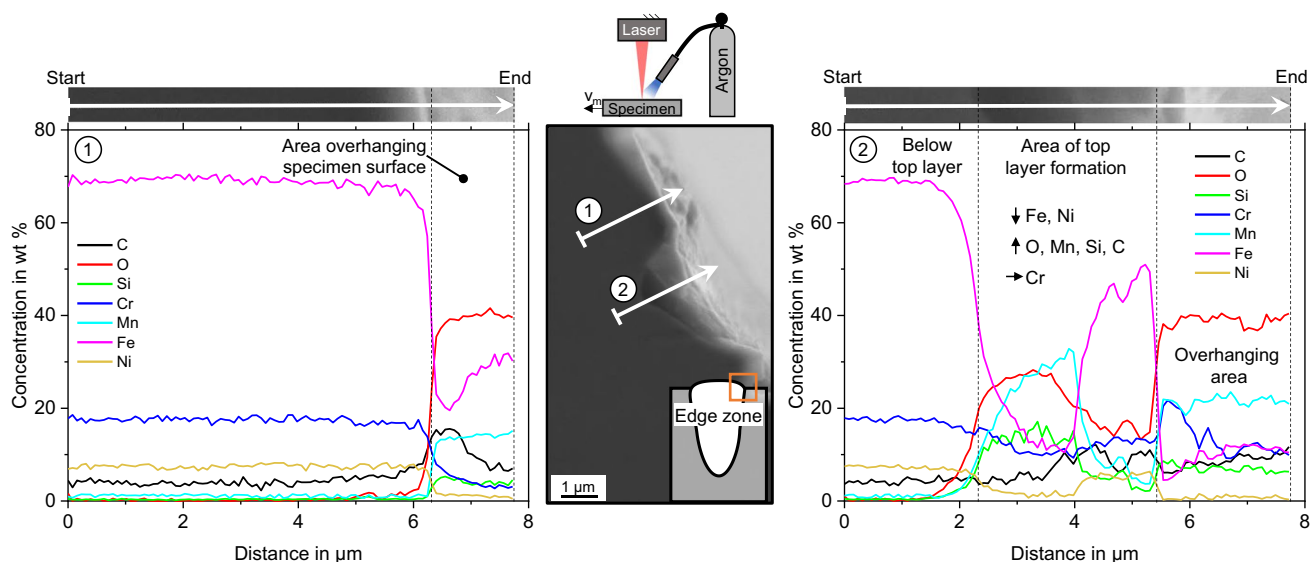 Start
End
80
60
40
20
0
Concentration in wt %
1
Area overhanging
specimen surface
C
O
Si
Cr
Mn
Fe
Ni
0
2
4
6
8
Distance in µm
Laser
Argon
vm
Specimen
1
2
Edge zone
1 µm
Start
End
80
60
40
20
0
Concentration in wt %
2
Below
top layer
Area of top
layer formation
Fe, Ni
O, Mn, Si, C
Cr
C
O
Si
Cr
Mn
Fe
Ni
Overhanging
area
0
2
4
6
8
Distance in µm